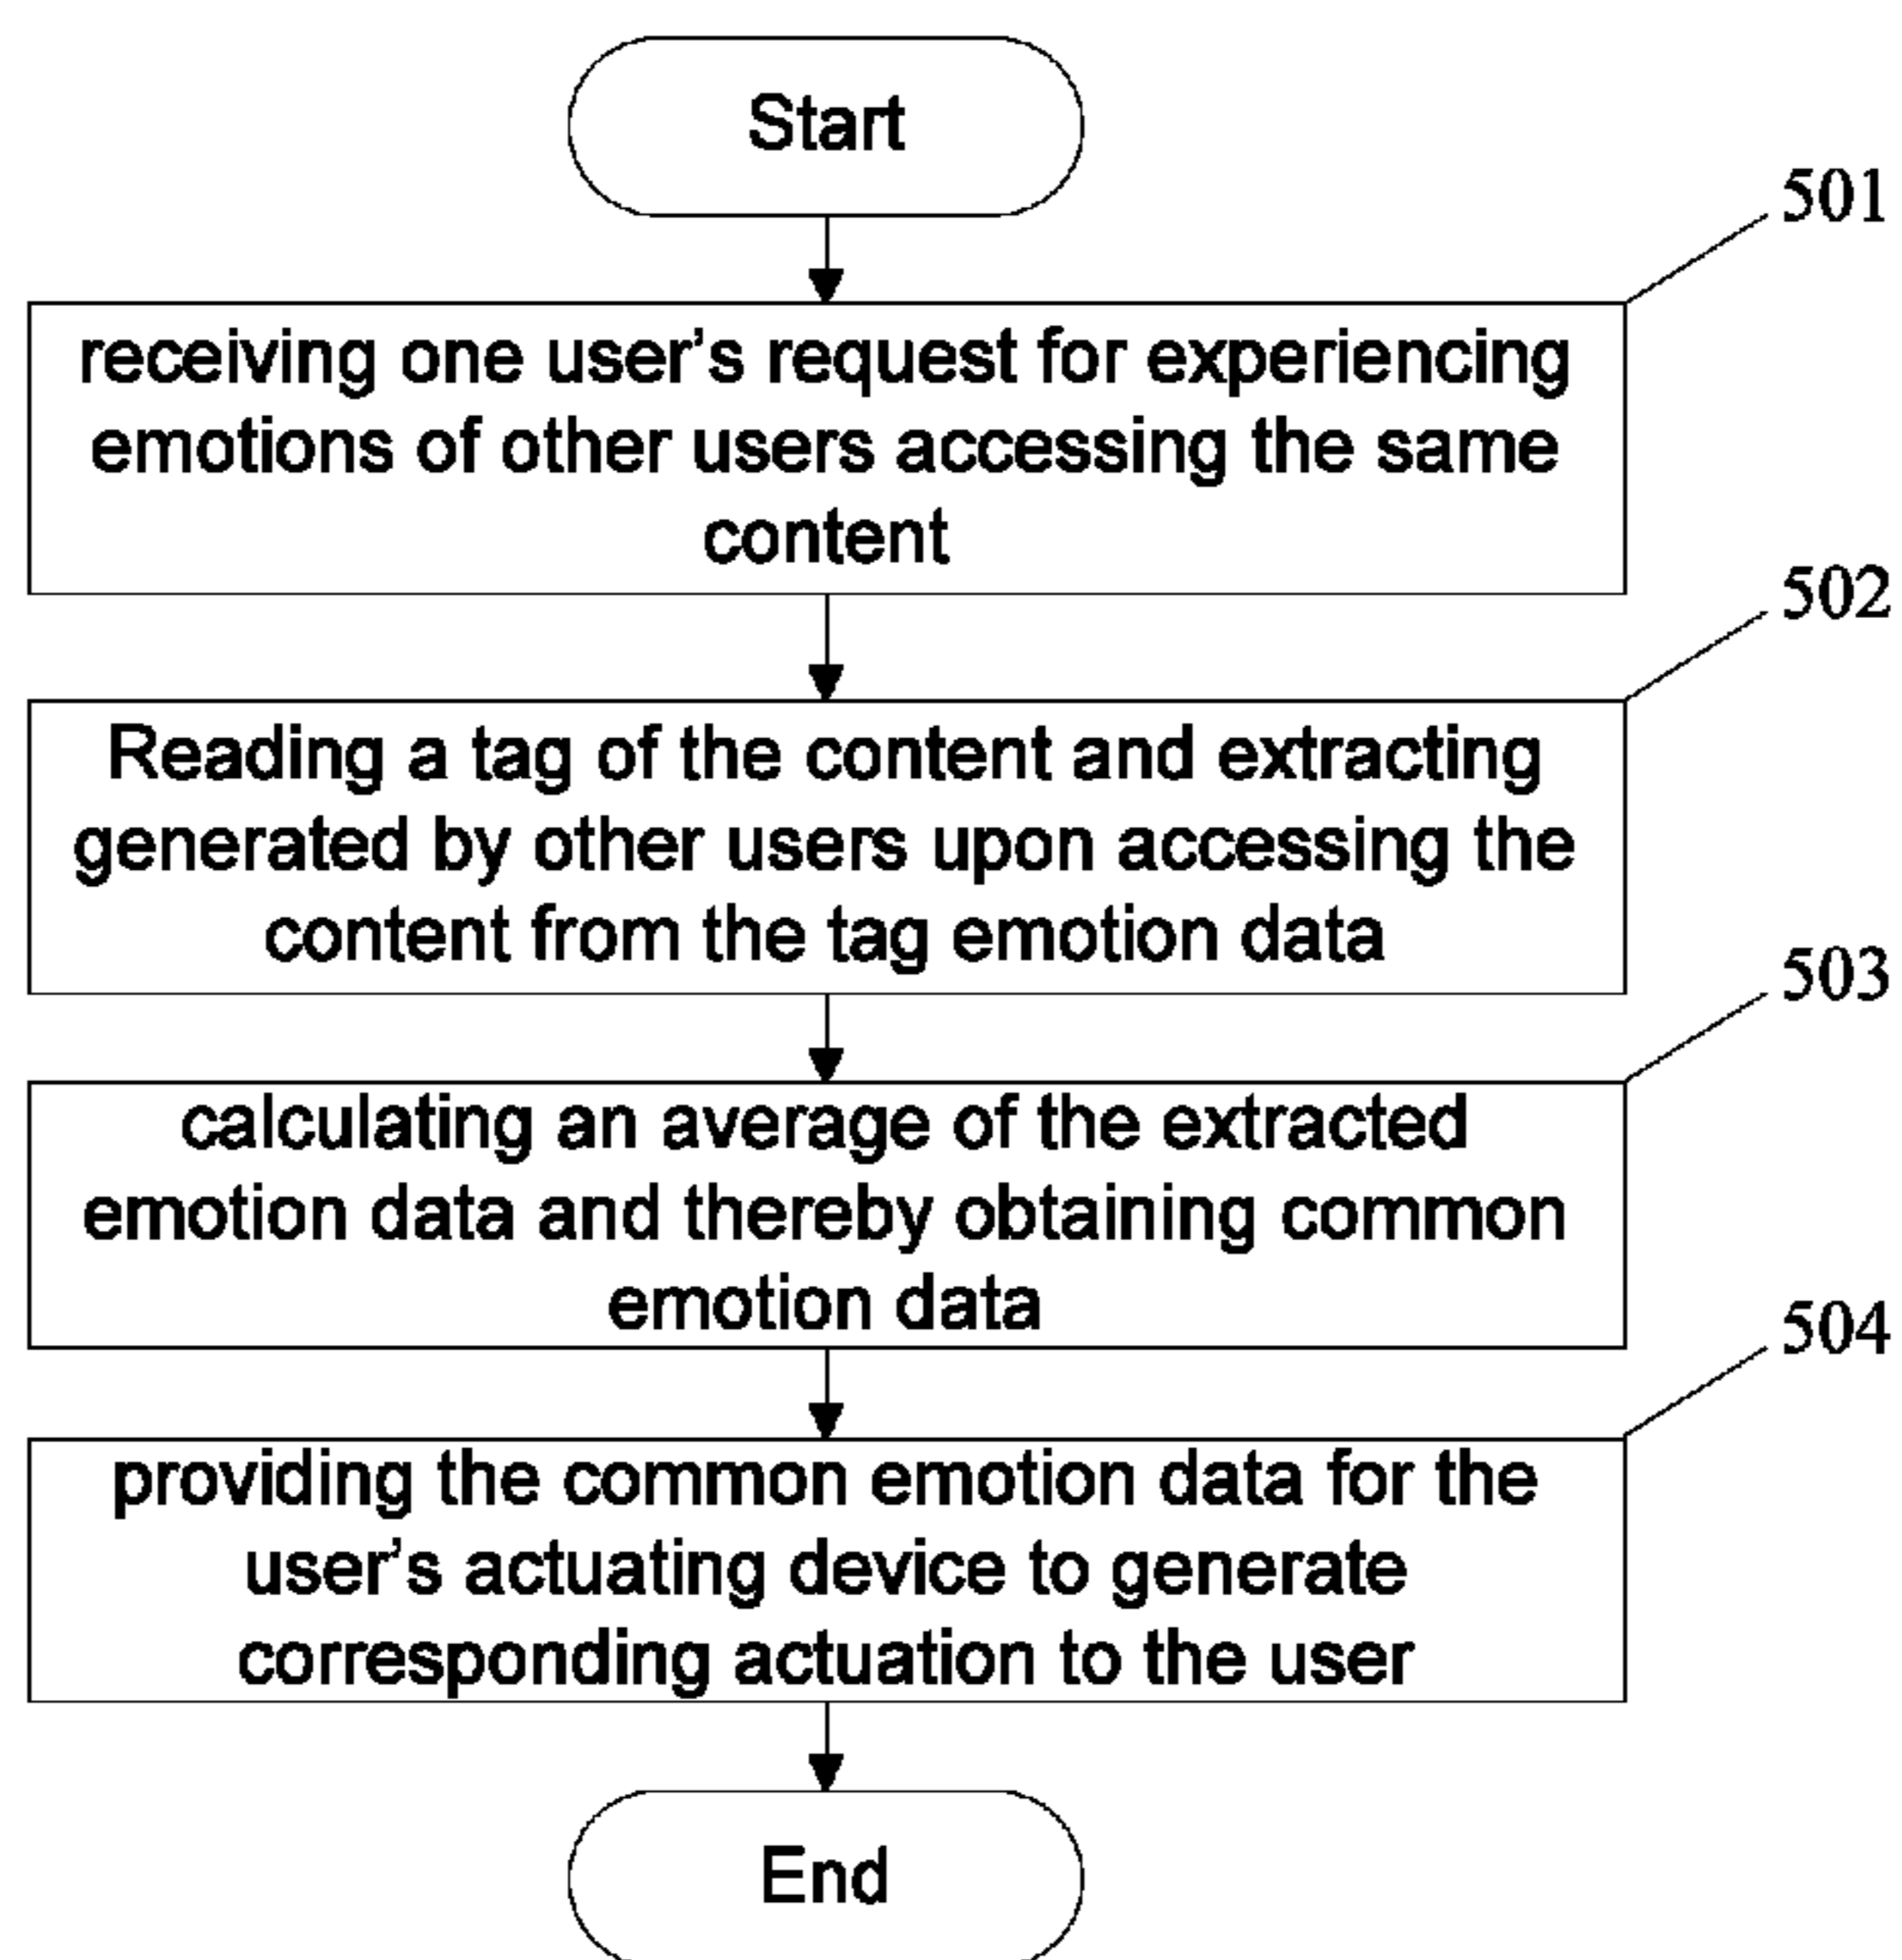 Start
501
receiving one user's request for experiencing
emotions of other users accessing the same
content
502
Reading a tag of the content and extracting
generated by other users upon accessing the
content from the tag emotion data
503
calculating an average of the extracted
emotion data and thereby obtaining common
emotion data
504
providing the common emotion data for the
user's actuating device to generate
corresponding actuation to the user
End